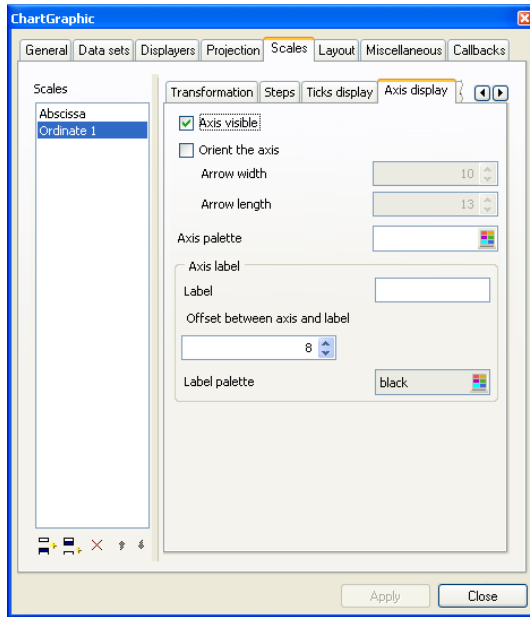 ChartGraphic
General Data sets Displayers Projection Scales Layout Miscellaneous Callbacks
Scales
Transformation Steps Ticks display Axis display
Abscissa
Ordinate 1
Axis visible
Orient the axis
Arrow width 10
Arrow length 13
Axis palette
Axis label
Label
Offset between axis and label
8
Label palette black
Apply Close